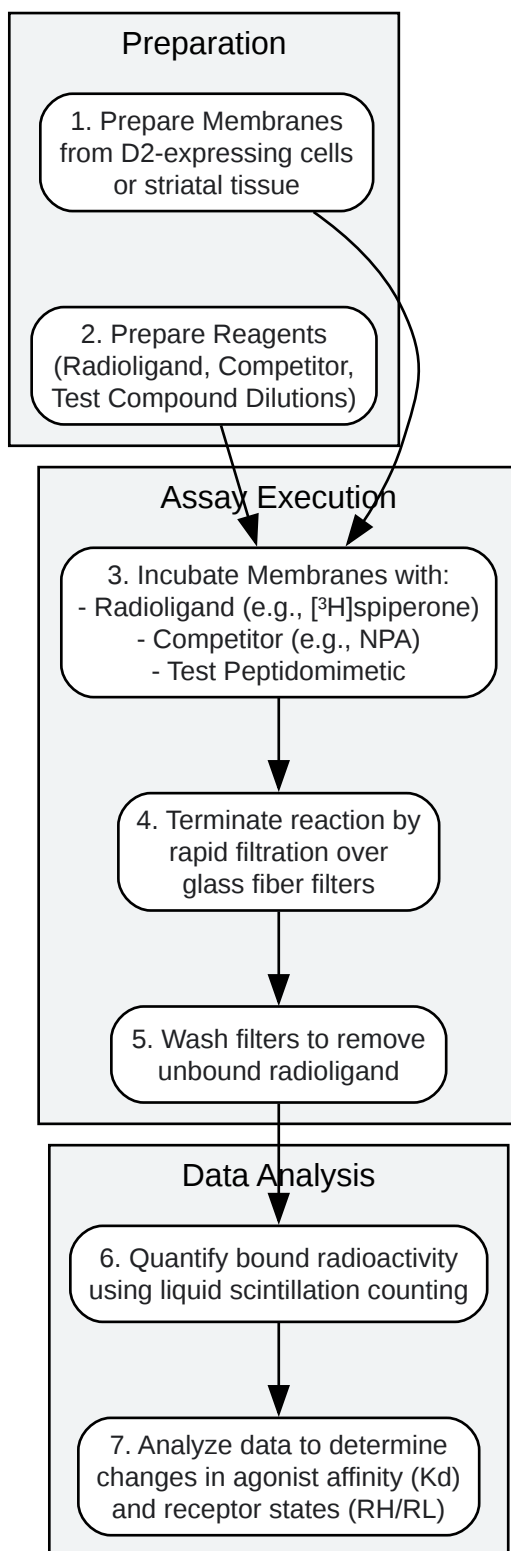 Preparation
1. Prepare Membranes
from D2-expressing cells
or striatal tissue
2. Prepare Reagents
(Radioligand, Competitor,
Test Compound Dilutions)
Assay Execution
3. Incubate Membranes with:
- Radioligand (e.g., [³H]spiperone)
- Competitor (e.g., NPA)
- Test Peptidomimetic
4. Terminate reaction by
rapid filtration over
glass fiber filters
5. Wash filters to remove
unbound radioligand
Data Analysis
6. Quantify bound radioactivity
using liquid scintillation counting
7. Analyze data to determine
changes in agonist affinity (Kd)
and receptor states (RH/RL)